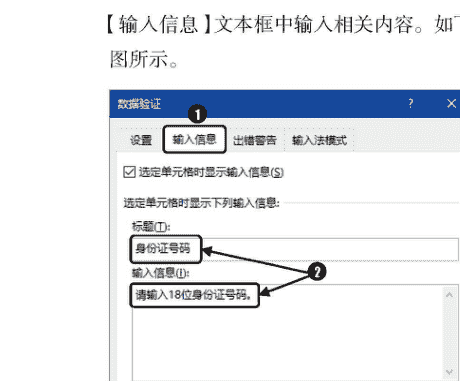 【输入信息】文本框中输入相关内容。如下
图所示。
数据验证 ? ×
1
设置 输入信息 出错警告 输入法模式
选定单元格时显示输入信息(S)
选定单元格时显示下列输入信息:
标题(T):
身份证号码
2
输入信息(I):
请输入18位身份证号码。